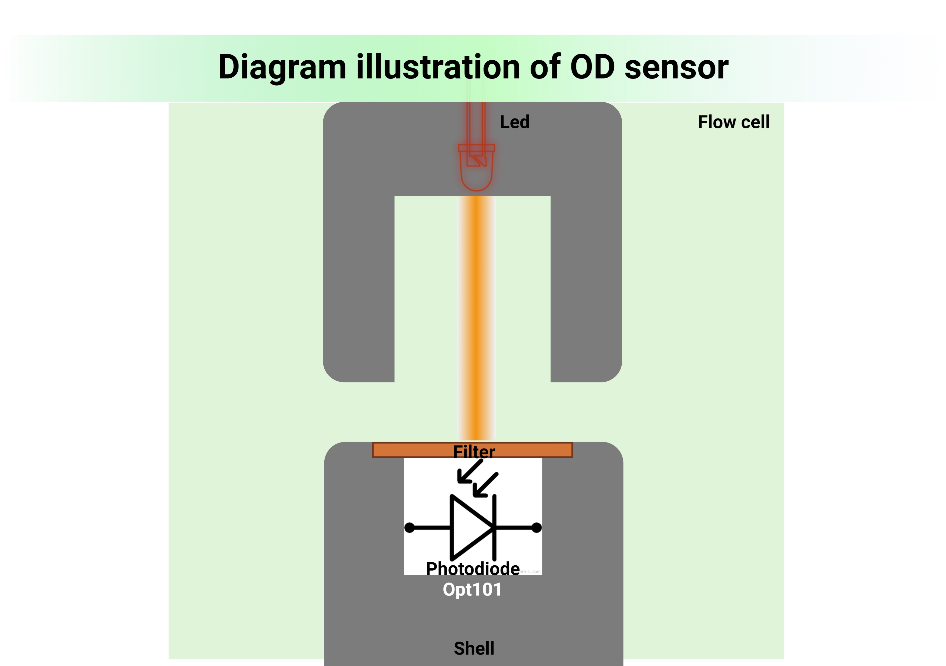 Diagram illustration of OD sensor
Led
Flow cell
Filter
Photodiode
Opt101
Shell